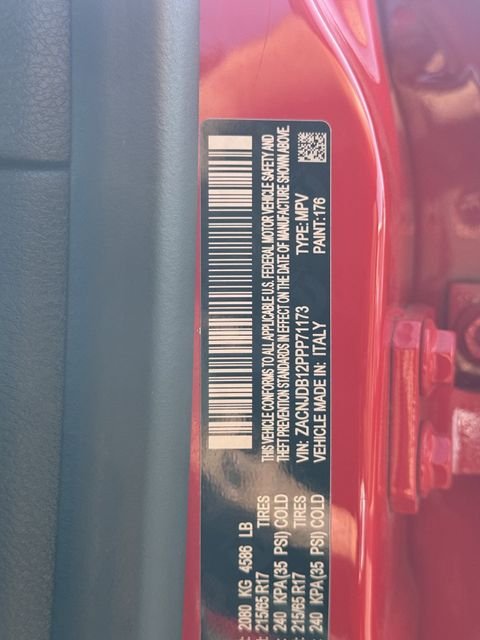 : 2080 KG 4586 LB
: 215/65 R17 TIRES
: 240 KPA(35 PSI) COLD
: 215/65 R17 TIRES
: 240 KPA(35 PSI) COLD
THIS VEHICLE CONFORMS TO ALL APPLICABLE U.S. FEDERAL MOTOR VEHICLE SAFETY AND
THEFT PREVENTION STANDARDS IN EFFECT ON THE DATE OF MANUFACTURE SHOWN ABOVE.
VIN: ZACNJDB12PPP71173 TYPE: MPV
VEHICLE MADE IN: ITALY PAINT:176